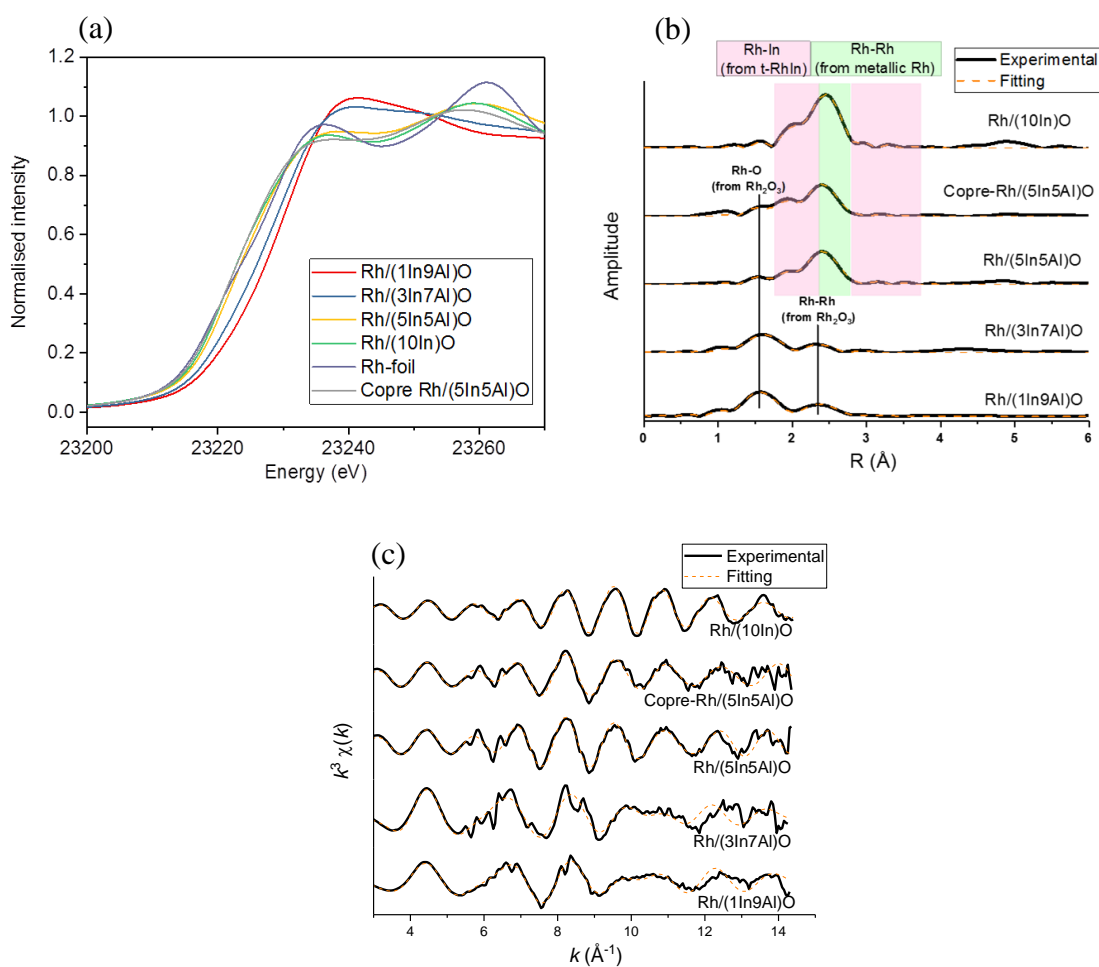 (a)
1.2
1.0
0.8
0.6
0.4
0.2
0.0
Normalised intensity
Rh/(1In9Al)O
Rh/(3In7Al)O
Rh/(5In5Al)O
Rh/(10In)O
Rh-foil
Copre Rh/(5In5Al)O
23200 23220 23240 23260
Energy (eV)
(b)
Rh-In
(from t-RhIn)
Rh-Rh
(from metallic Rh)
Experimental
Fitting
Rh/(10In)O
Rh-O
(from Rh₂O₃)
Copre-Rh/(5In5Al)O
Rh/(5In5Al)O
Rh-Rh
(from Rh₂O₃)
Rh/(3In7Al)O
Rh/(1In9Al)O
Amplitude
0 1 2 3 4 5 6
R (Å)
(c)
Experimental
Fitting
Rh/(10In)O
Copre-Rh/(5In5Al)O
Rh/(5In5Al)O
Rh/(3In7Al)O
Rh/(1In9Al)O
k³ χ(k)
4 6 8 10 12 14
k (Å⁻¹)